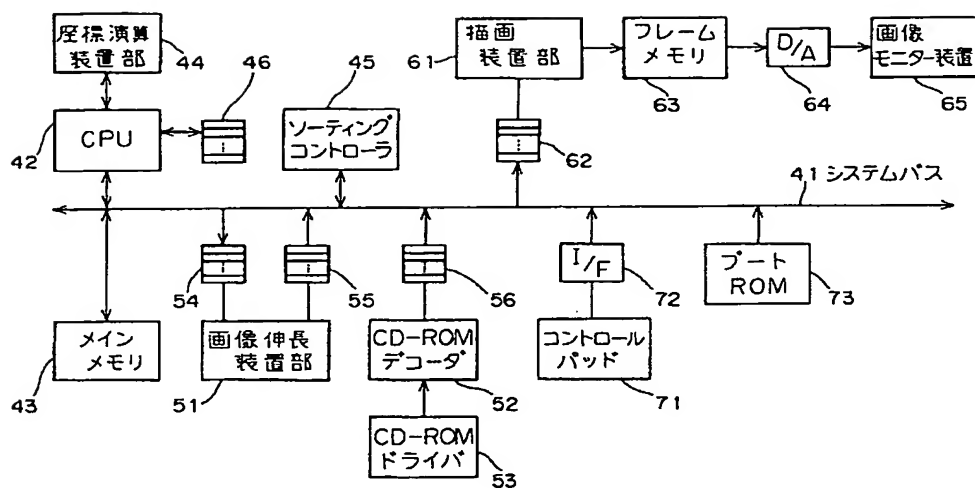 座標演算
装置部
44
46
45
CPU
42
ソーティング
コントローラ
61
描画
装置部
フレーム
メモリ
63
D/A
64
画像
モニター装置
65
62
41 システムバス
54
55
56
I/F
72
ブート
ROM
73
メイン
メモリ
43
画像伸長
装置部
51
CD-ROM
デコーダ
52
コントロール
パッド
71
CD-ROM
ドライバ
53